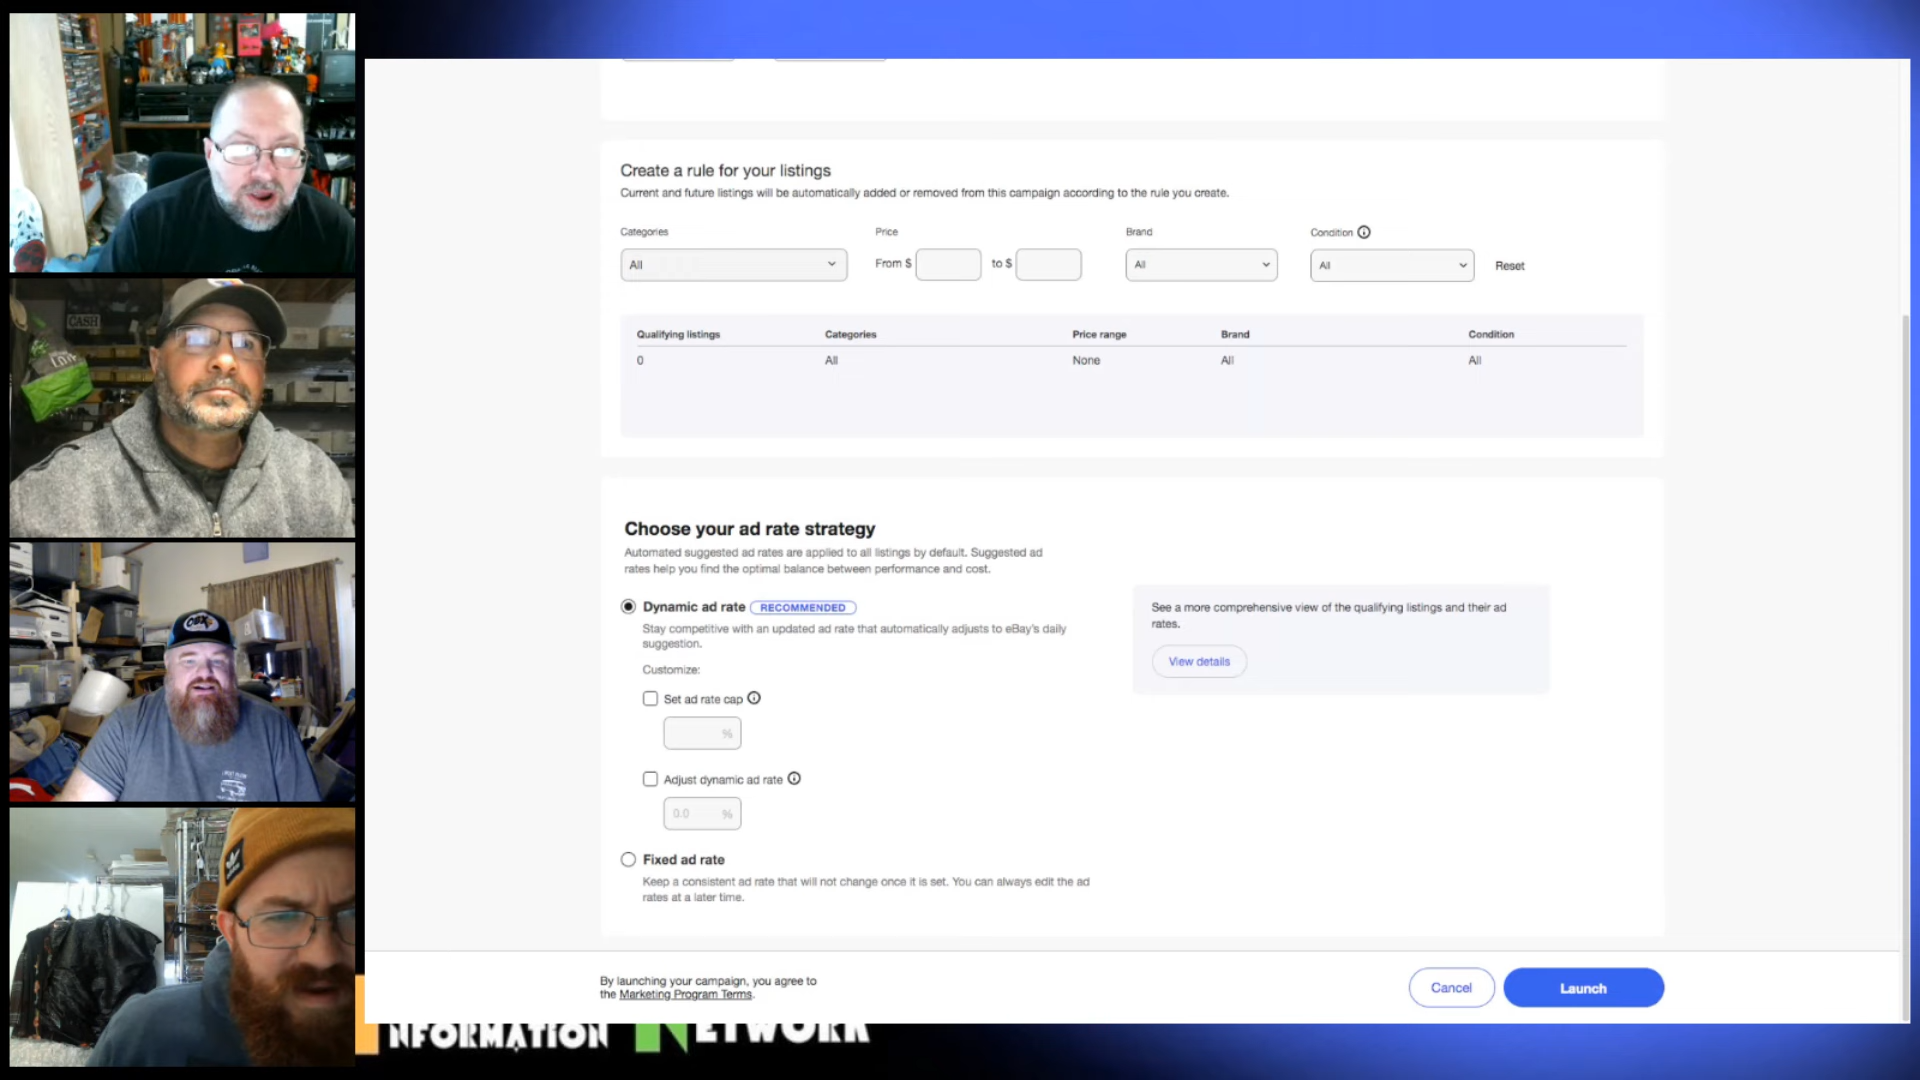 Create a rule for your listings
Current and future listings will be automatically added or removed from this campaign according to the rule you create.
Categories Price Brand Condition
All From $ to $ All All Reset
Qualifying listings Categories Price range Brand Condition
0 All None All All
Choose your ad rate strategy
Automated suggested ad rates are applied to all listings by default. Suggested ad
rates help you find the optimal balance between performance and cost.
Dynamic ad rate RECOMMENDED
Stay competitive with an updated ad rate that automatically adjusts to eBay's daily
suggestion.
Customize:
Set ad rate cap
%
Adjust dynamic ad rate
0.0 %
See a more comprehensive view of the qualifying listings and their ad
rates.
View details
Fixed ad rate
Keep a consistent ad rate that will not change once it is set. You can always edit the ad
rates at a later time.
By launching your campaign, you agree to
the Marketing Program Terms.
Cancel Launch
NFORMATION NETWORK
CASH